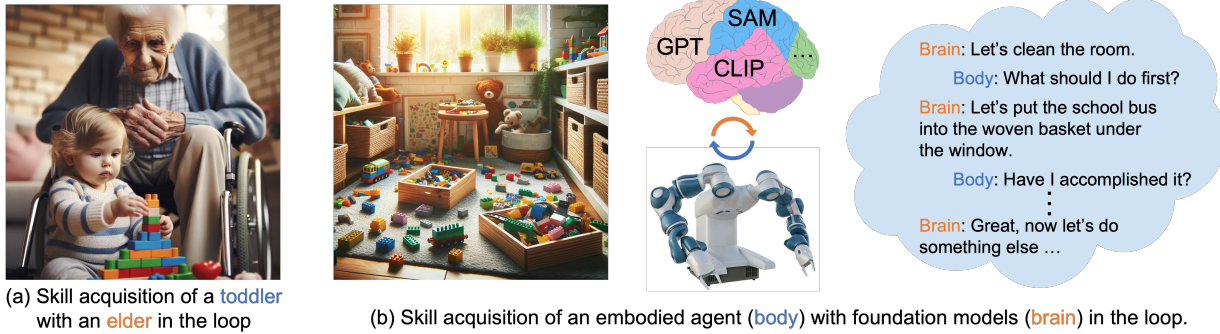 SAM
GPT
CLIP
...
Brain: Let's clean the room.
Body: What should I do first?
Brain: Let's put the school bus
into the woven basket under
the window.
Body: Have I accomplished it?
⋮
Brain: Great, now let's do
something else ...
(a) Skill acquisition of a toddler
with an elder in the loop
(b) Skill acquisition of an embodied agent (body) with foundation models (brain) in the loop.